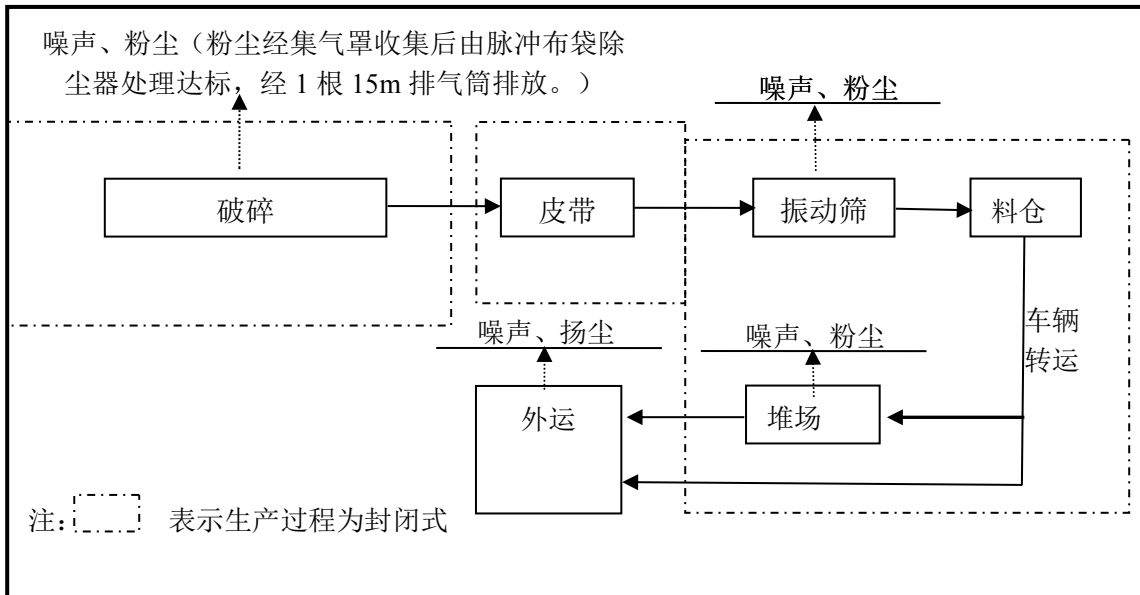 噪声、粉尘（粉尘经集气罩收集后由脉冲布袋除
尘器处理达标，经 1 根 15m 排气筒排放。）
噪声、粉尘
破碎
皮带
振动筛
料仓
车辆
转运
噪声、扬尘
噪声、粉尘
外运
堆场
注： 表示生产过程为封闭式